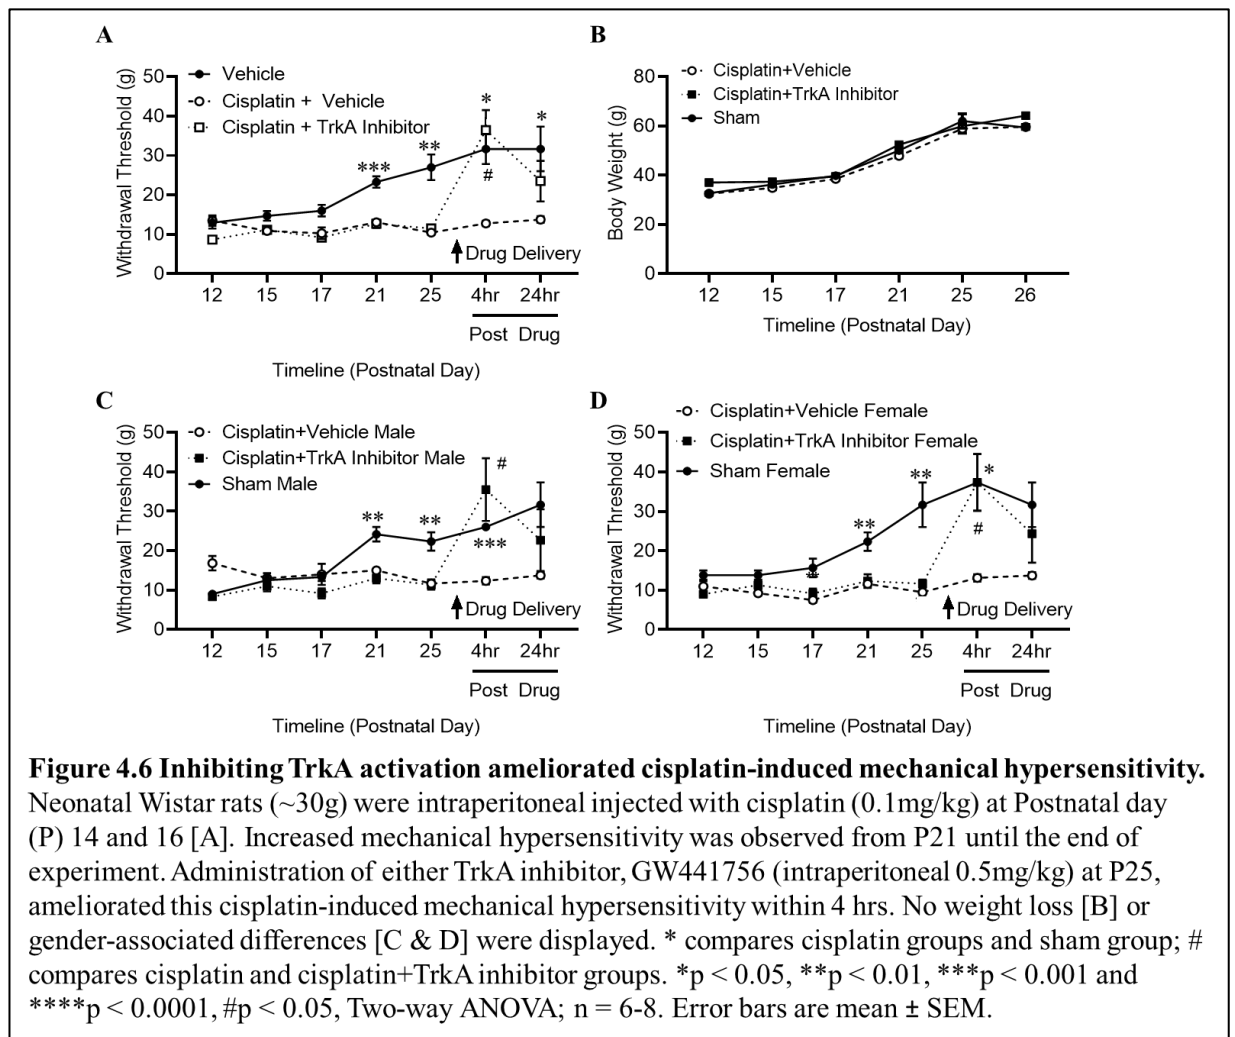 A
Vehicle
Cisplatin + Vehicle
Cisplatin + TrkA Inhibitor
Withdrawal Threshold (g)
50
40
30
20
10
0
***
**
*
#
*
Drug Delivery
12 15 17 21 25 4hr 24hr
Post Drug
Timeline (Postnatal Day)
B
Cisplatin+Vehicle
Cisplatin+TrkA Inhibitor
Sham
Body Weight (g)
80
60
40
20
0
12 15 17 21 25 26
Timeline (Postnatal Day)
C
Cisplatin+Vehicle Male
Cisplatin+TrkA Inhibitor Male
Sham Male
Withdrawal Threshold (g)
50
40
30
20
10
0
**
**
#
***
Drug Delivery
12 15 17 21 25 4hr 24hr
Post Drug
Timeline (Postnatal Day)
D
Cisplatin+Vehicle Female
Cisplatin+TrkA Inhibitor Female
Sham Female
Withdrawal Threshold (g)
50
40
30
20
10
0
**
**
*
#
Drug Delivery
12 15 17 21 25 4hr 24hr
Post Drug
Timeline (Postnatal Day)
Figure 4.6 Inhibiting TrkA activation ameliorated cisplatin-induced mechanical hypersensitivity.
Neonatal Wistar rats (~30g) were intraperitoneal injected with cisplatin (0.1mg/kg) at Postnatal day
(P) 14 and 16 [A]. Increased mechanical hypersensitivity was observed from P21 until the end of
experiment. Administration of either TrkA inhibitor, GW441756 (intraperitoneal 0.5mg/kg) at P25,
ameliorated this cisplatin-induced mechanical hypersensitivity within 4 hrs. No weight loss [B] or
gender-associated differences [C & D] were displayed. * compares cisplatin groups and sham group; #
compares cisplatin and cisplatin+TrkA inhibitor groups. *p < 0.05, **p < 0.01, ***p < 0.001 and
****p < 0.0001, #p < 0.05, Two-way ANOVA; n = 6-8. Error bars are mean ± SEM.